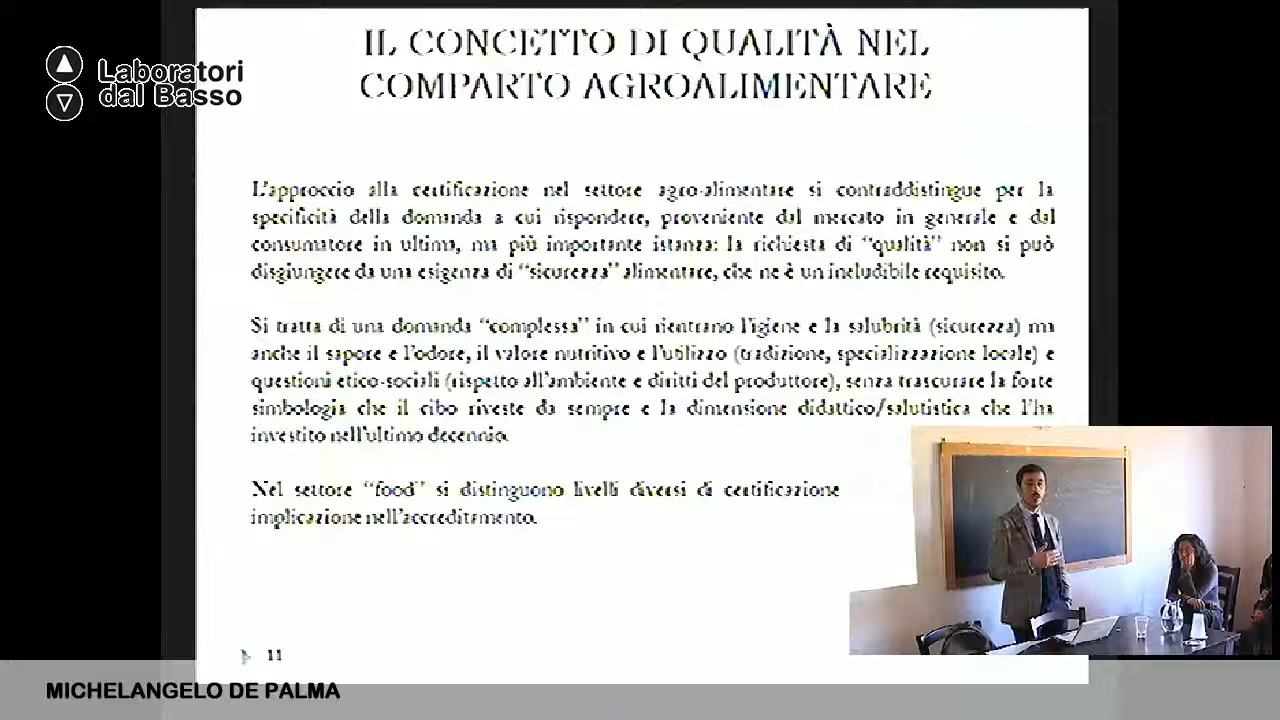 Laboratori
dal Basso
IL CONCETTO DI QUALITÀ NEL
COMPARTO AGROALIMENTARE
L'approccio alla certificazione nel settore agro-alimentare si contraddistingue per la
specificità della domanda a cui rispondere, proveniente dal mercato in generale e dal
consumatore in ultima, ma più importante istanza: la richiesta di “qualità” non si può
disgiungere da una esigenza di “sicurezza” alimentare, che ne è un ineludibile requisito.
Si tratta di una domanda “complessa” in cui rientrano l'igiene e la salubrità (sicurezza) ma
anche il sapore e l'odore, il valore nutritivo e l'utilizzo (tradizione, specializzazione locale) e
questioni etico-sociali (rispetto all'ambiente e diritti del produttore), senza trascurare la forte
simbologia che il cibo riveste da sempre e la dimensione didattico/salutistica che l'ha
investito nell'ultimo decennio.
Nel settore “food” si distinguono livelli diversi di certificazione
implicazione nell'accreditamento.
11
MICHELANGELO DE PALMA